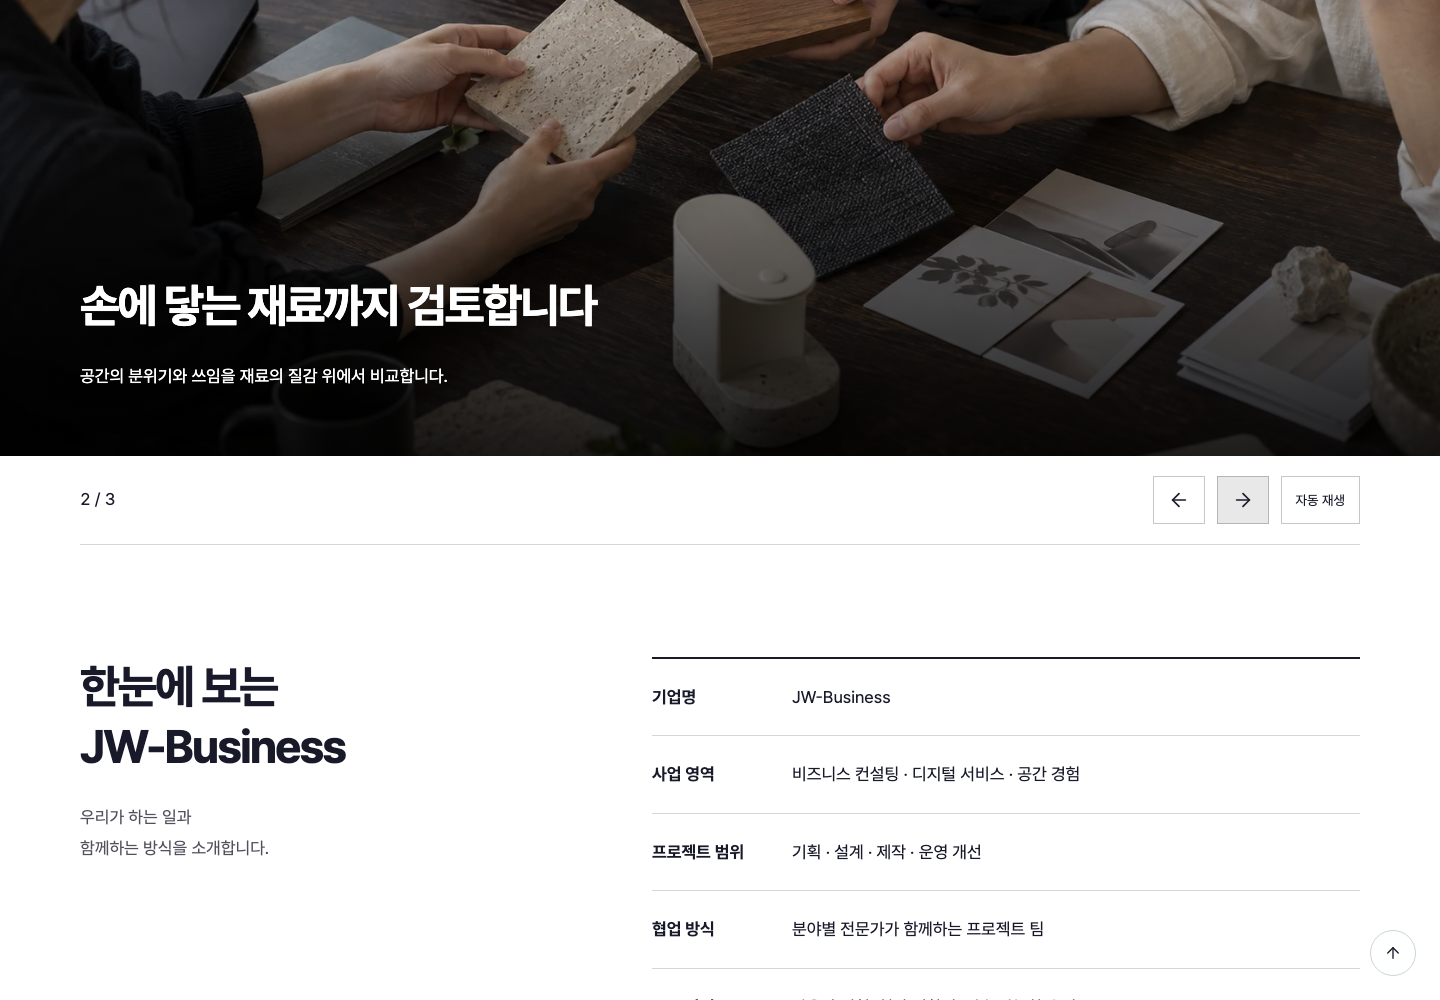 손에 닿는 재료까지 검토합니다
공간의 분위기와 쓰임을 재료의 질감 위에서 비교합니다.
2 / 3
자동 재생
한눈에 보는
JW-Business
우리가 하는 일과
함께하는 방식을 소개합니다.
기업명 JW-Business
사업 영역 비즈니스 컨설팅 · 디지털 서비스 · 공간 경험
프로젝트 범위 기획 · 설계 · 제작 · 운영 개선
협업 방식 분야별 전문가가 함께하는 프로젝트 팀